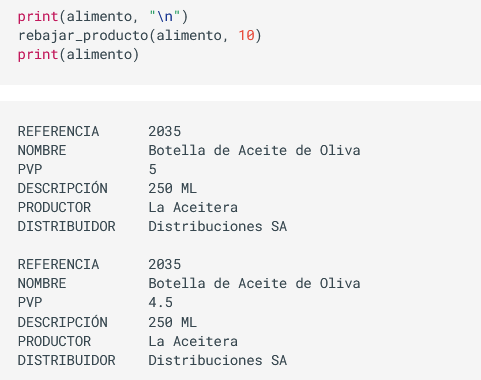 print(alimento, "\n")
rebajar_producto(alimento, 10)
print(alimento)
REFERENCIA      2035
NOMBRE          Botella de Aceite de Oliva
PVP             5
DESCRIPCIÓN     250 ML
PRODUCTOR       La Aceitera
DISTRIBUIDOR    Distribuciones SA
REFERENCIA      2035
NOMBRE          Botella de Aceite de Oliva
PVP             4.5
DESCRIPCIÓN     250 ML
PRODUCTOR       La Aceitera
DISTRIBUIDOR    Distribuciones SA